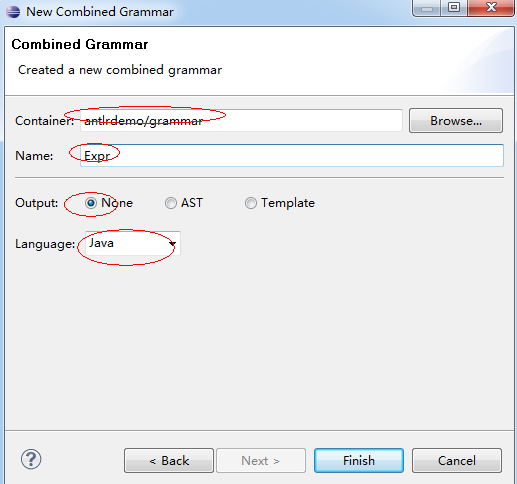 New Combined Grammar
Combined Grammar
Created a new combined grammar
Container: antlrdemo/grammar Browse...
Name: Expr
Output: None AST Template
Language: Java
? < Back Next > Finish Cancel